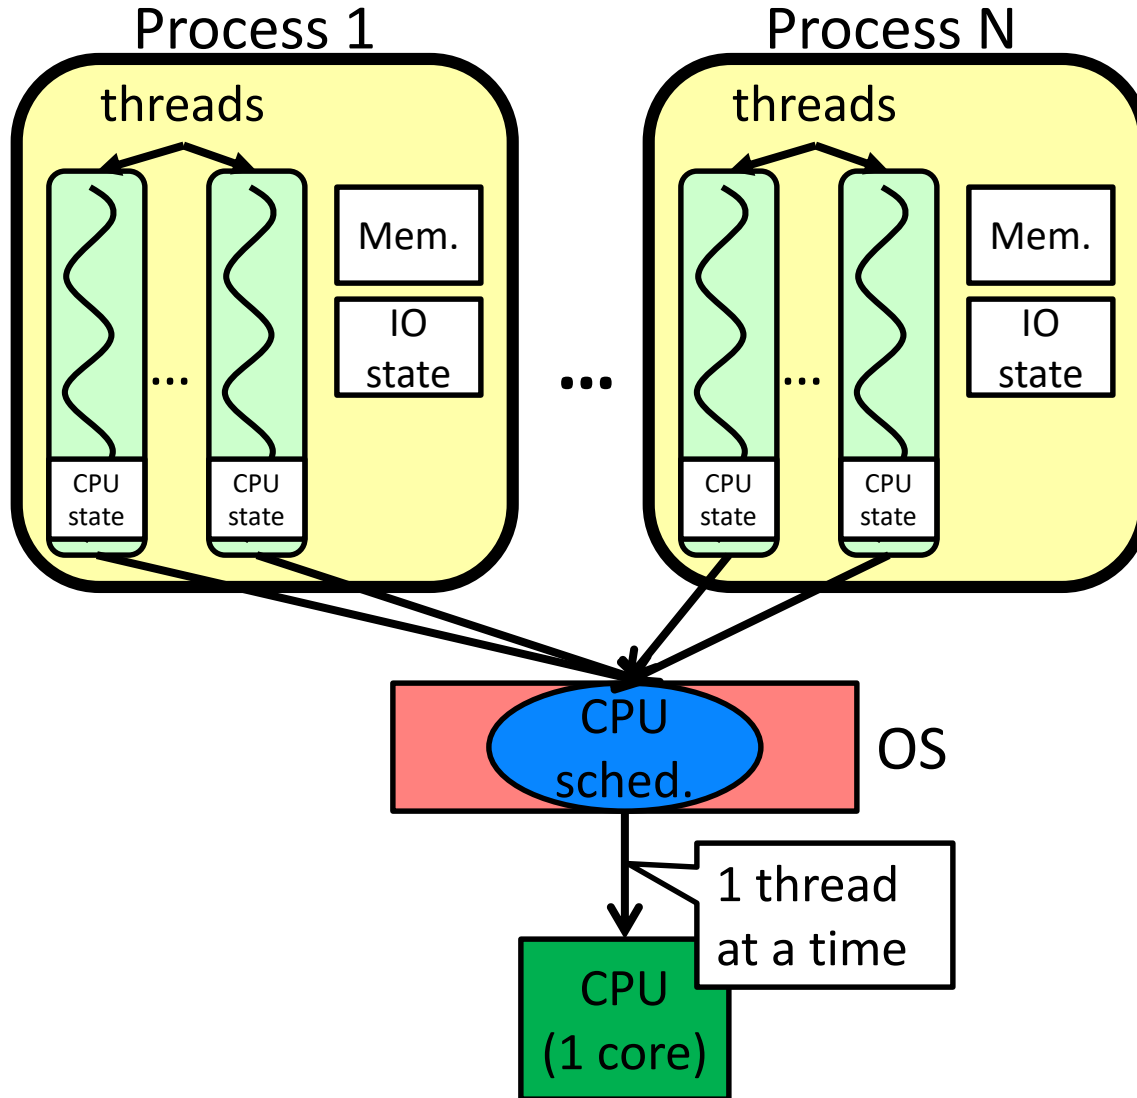 Process 1
Process N
threads
threads
Mem.
Mem.
IO
state
IO
state
...
...
...
CPU
state
CPU
state
CPU
state
CPU
state
CPU
sched.
OS
1 thread
at a time
CPU
(1 core)